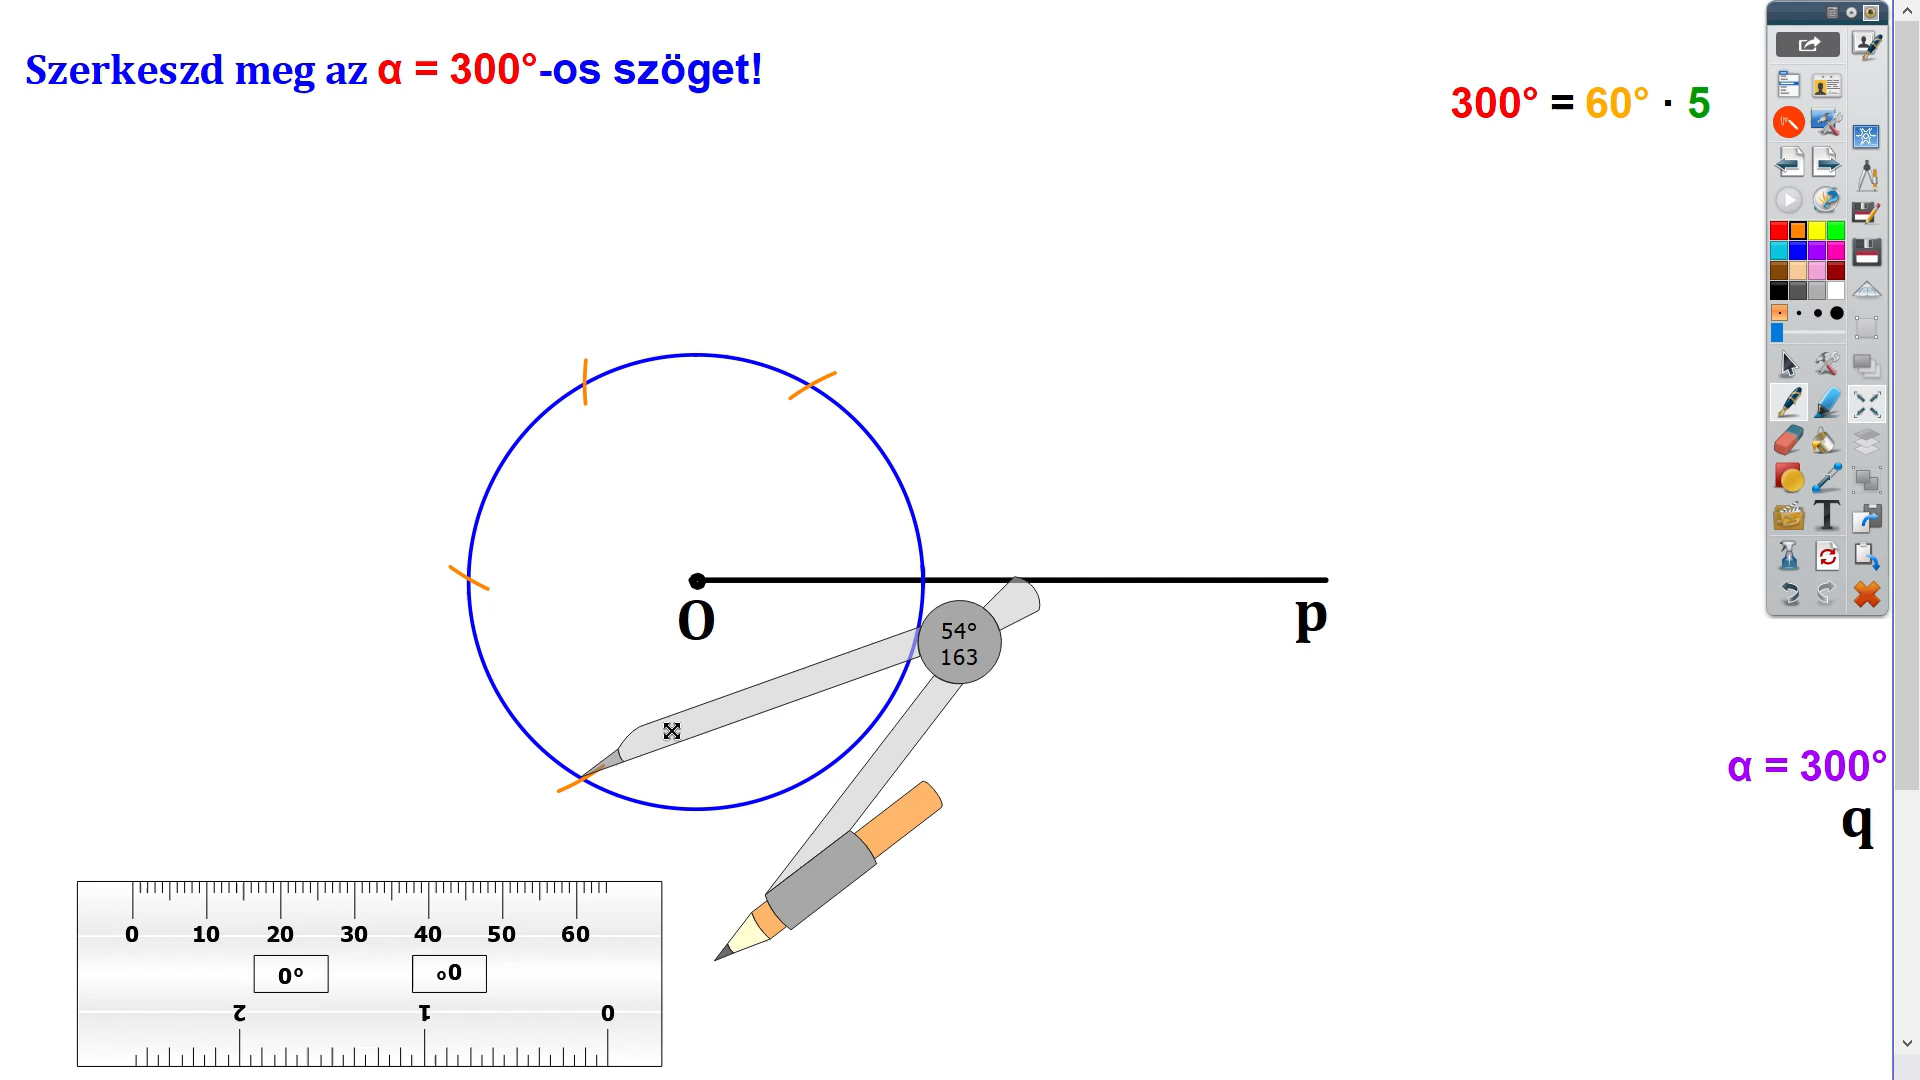 Szerkeszd meg az α = 300°-os szöget!
300° = 60° · 5
O
p
54°
163
α = 300°
q
0 10 20 30 40 50 60
0° 0°
2 1 0
T